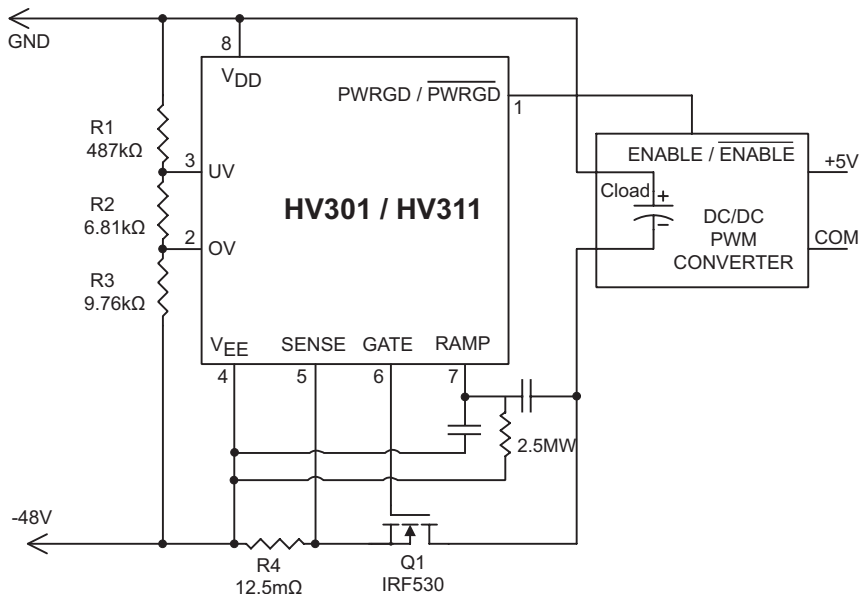 GND
8
VDD
PWRGD / PWRGD
1
R1
487kΩ
3
UV
ENABLE / ENABLE
+5V
R2
6.81kΩ
HV301 / HV311
Cload
+
–
DC/DC
PWM
CONVERTER
COM
2
OV
R3
9.76kΩ
VEE
SENSE
GATE
RAMP
4
5
6
7
2.5MW
-48V
R4
12.5mΩ
Q1
IRF530